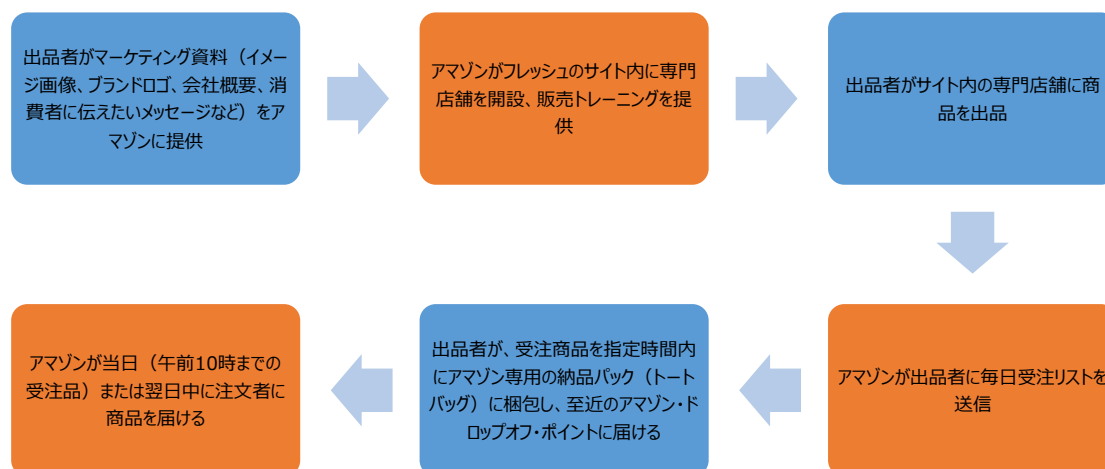 出品者がマーケティング資料（イメー
ジ画像、ブランドロゴ、会社概要、消
費者に伝えたいメッセージなど）をア
マゾンに提供
アマゾンがフレッシュのサイト内に専門
店舗を開設、販売トレーニングを提
供
出品者がサイト内の専門店舗に商
品を出品
アマゾンが出品者に毎日受注リストを
送信
出品者が、受注商品を指定時間内
にアマゾン専用の納品パック（トート
バッグ）に梱包し、至近のアマゾン・ド
ロップオフ・ポイントに届ける
アマゾンが当日（午前10時までの
受注品）または翌日中に注文者に
商品を届ける